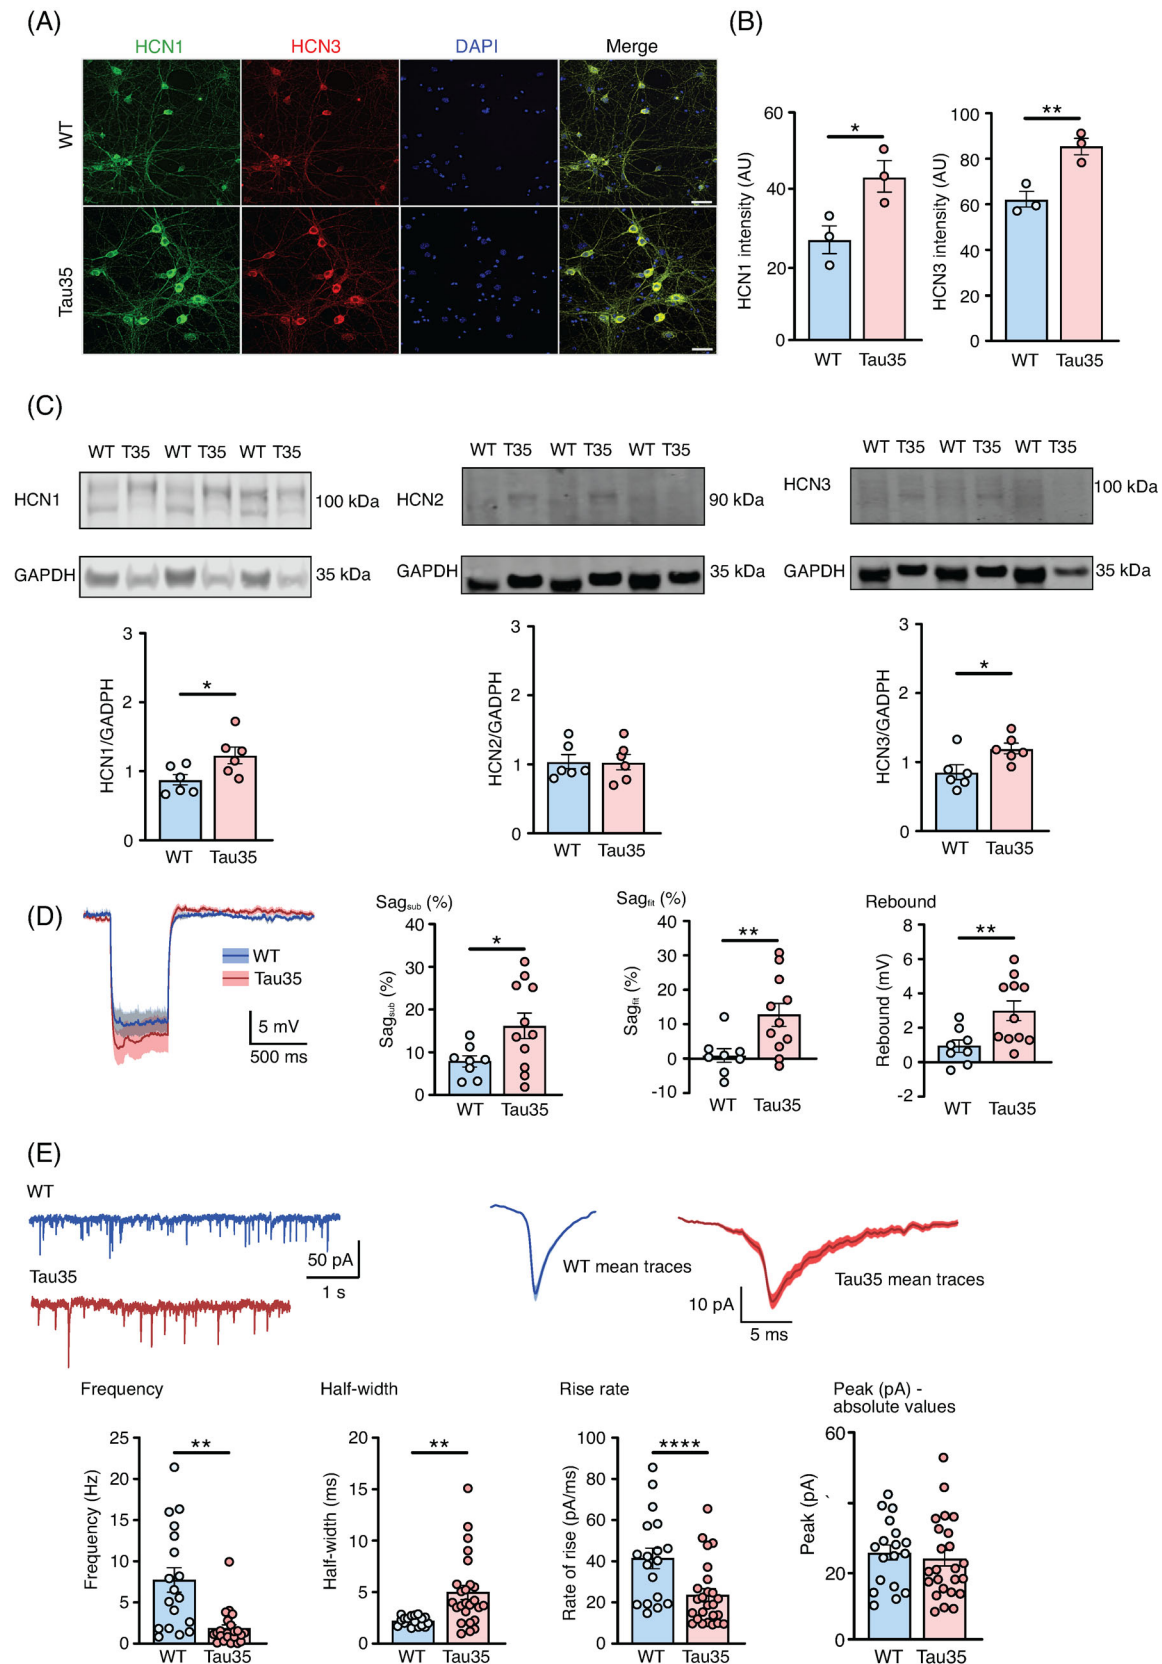 (A)
HCN1 HCN3 DAPI Merge
WT
Tau35
(B)
HCN1 intensity (AU)
60
40
20
0
*
WT Tau35
HCN3 intensity (AU)
100
80
60
40
20
0
**
WT Tau35
(C)
WT T35 WT T35 WT T35
HCN1
100 kDa
GAPDH
35 kDa
WT T35 WT T35 WT T35
HCN2
90 kDa
GAPDH
35 kDa
WT T35 WT T35 WT T35
HCN3
100 kDa
GAPDH
35 kDa
HCN1/GADPH
3
2
1
0
*
WT Tau35
HCN2/GADPH
3
2
1
0
WT Tau35
HCN3/GADPH
3
2
1
0
*
WT Tau35
(D)
WT
Tau35
5 mV
500 ms
Sagsub (%)
Sagsub (%)
40
30
20
10
0
*
WT Tau35
Sagfit (%)
Sagfit (%)
40
30
20
10
0
-10
**
WT Tau35
Rebound
Rebound (mV)
8
6
4
2
0
-2
**
WT Tau35
(E)
WT
50 pA
1 s
Tau35
WT mean traces
Tau35 mean traces
10 pA
5 ms
Frequency
Frequency (Hz)
25
20
15
10
5
0
**
WT Tau35
Half-width
Half-width (ms)
20
15
10
5
0
**
WT Tau35
Rise rate
Rate of rise (pA/ms)
100
80
60
40
20
0
****
WT Tau35
Peak (pA) -
absolute values
Peak (pA)
60
40
20
0
WT Tau35